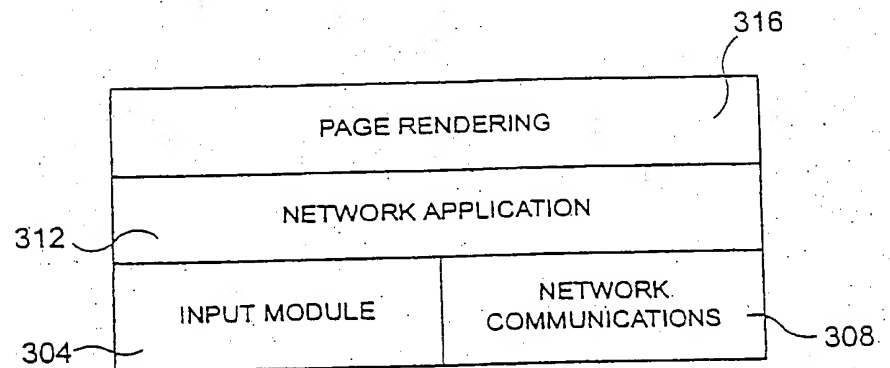 316
PAGE RENDERING
NETWORK APPLICATION
312
INPUT MODULE
NETWORK
COMMUNICATIONS
304
308